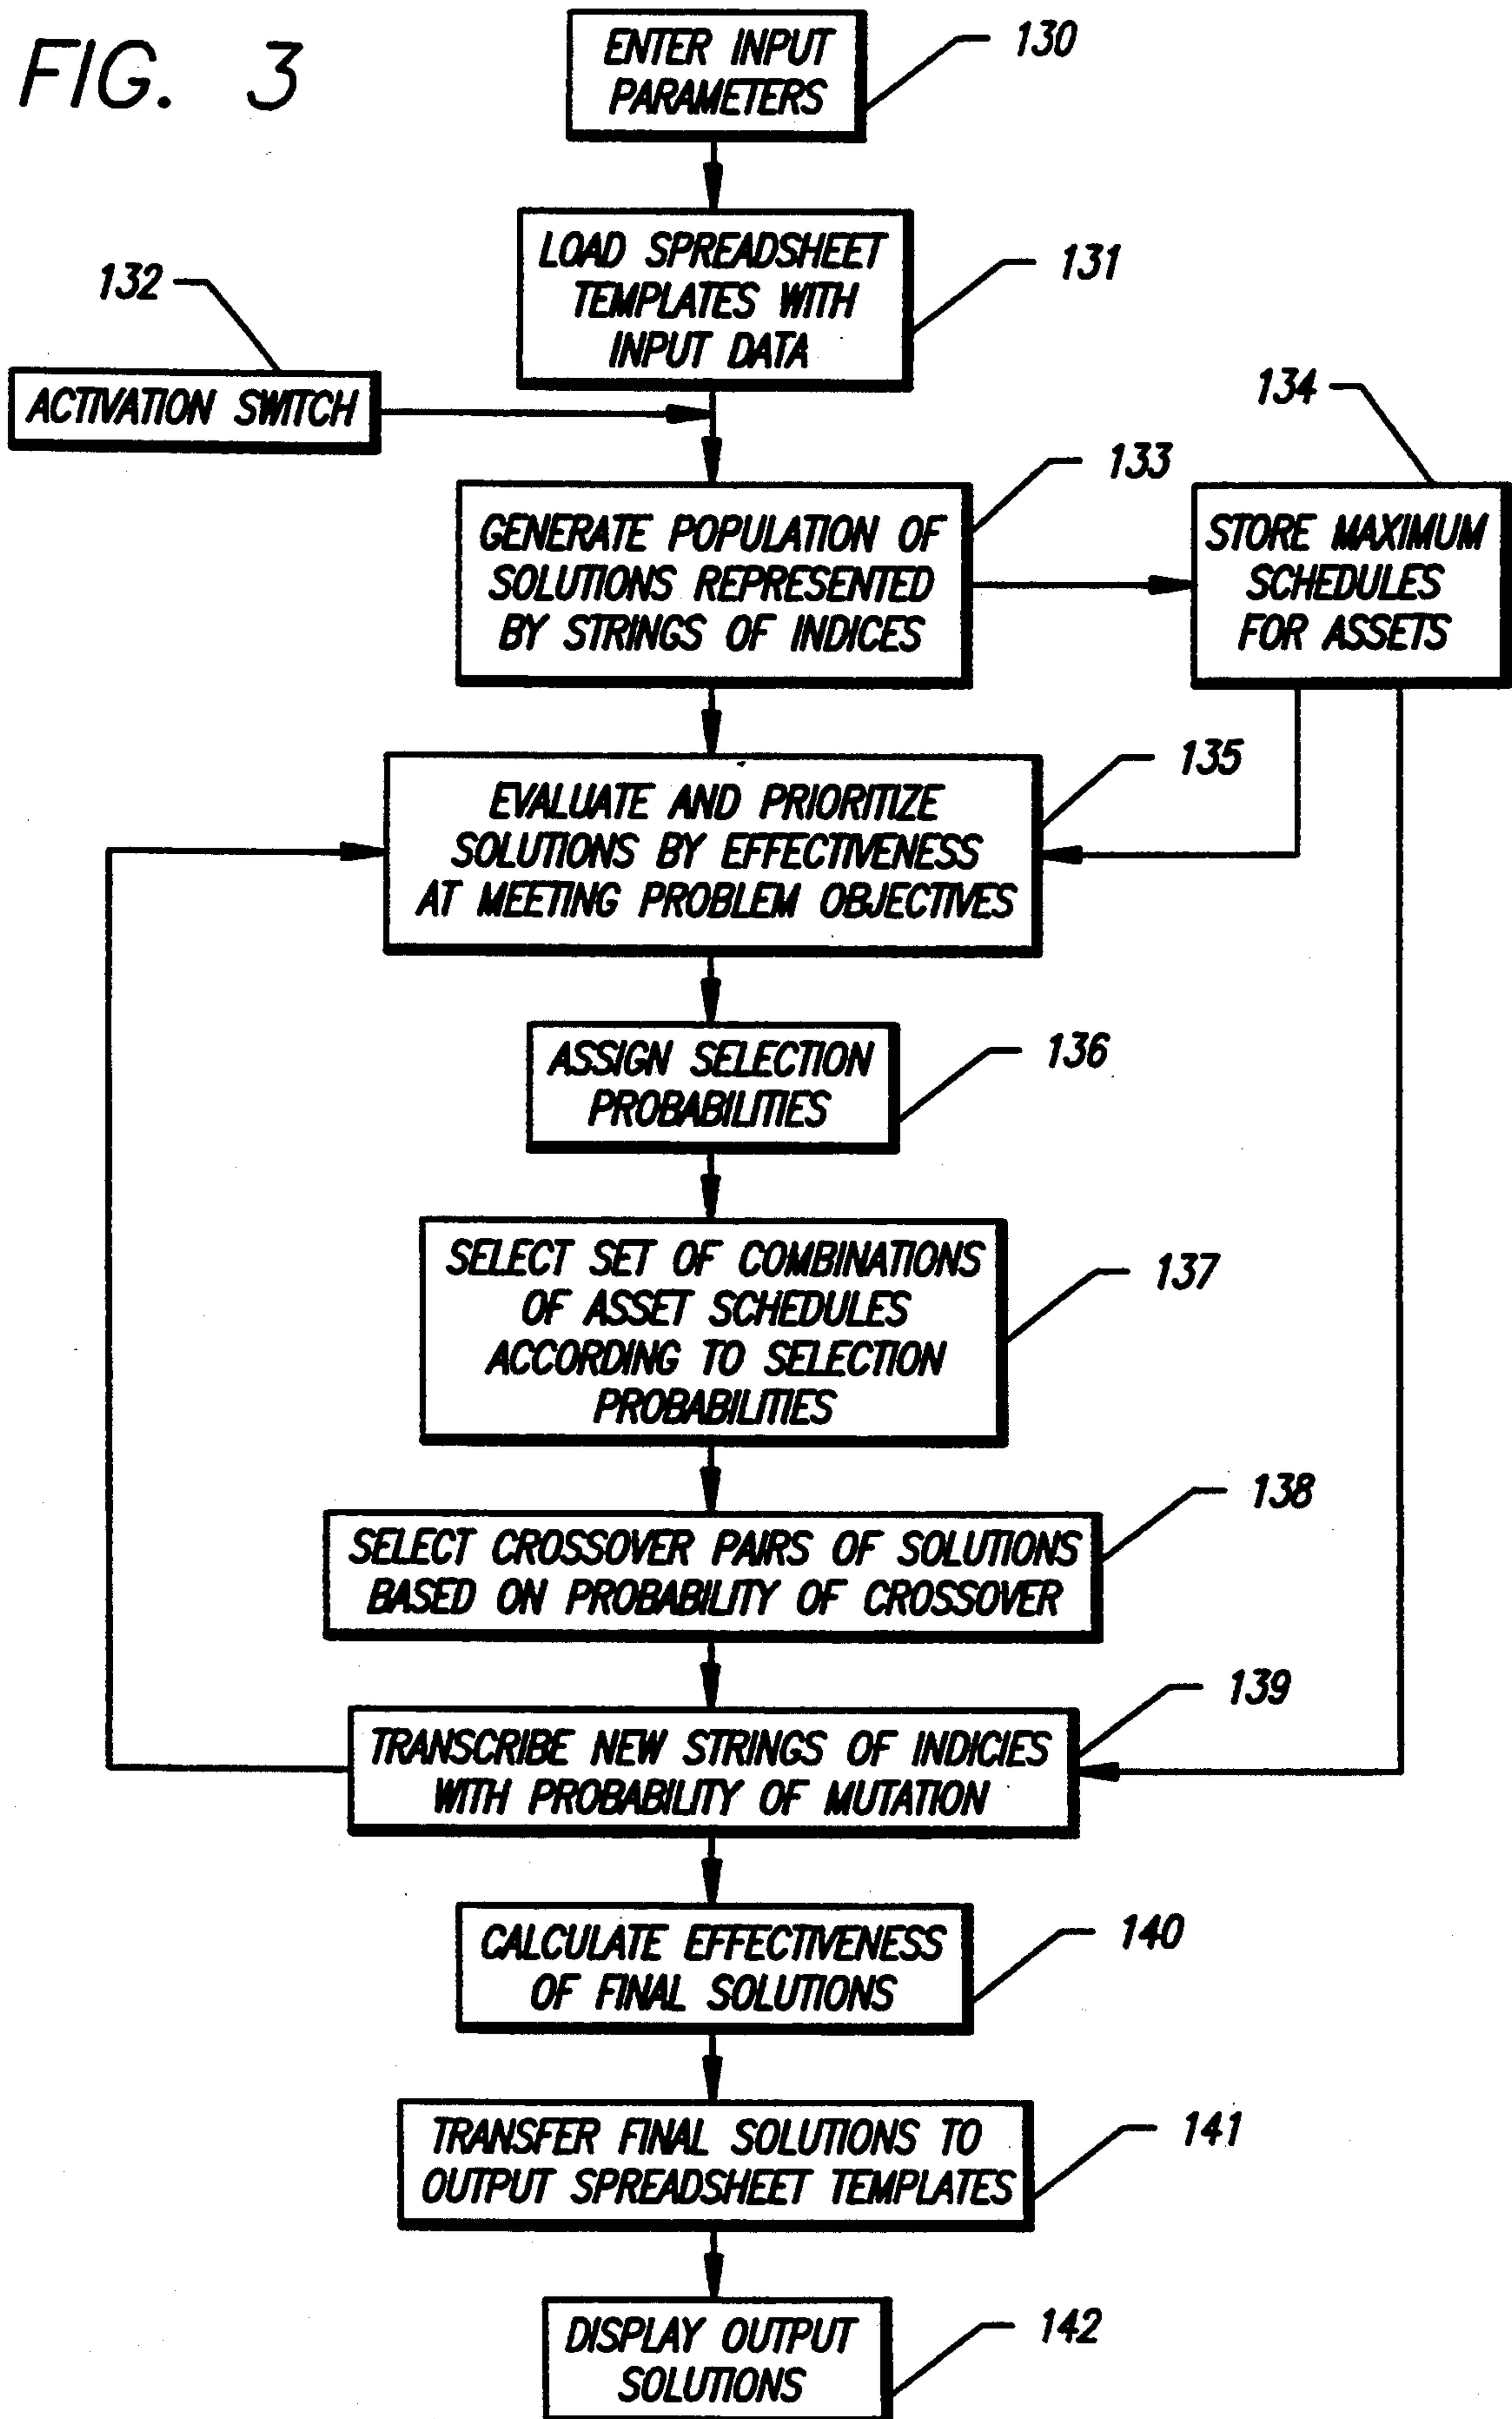 FIG. 3
ENTER INPUT
PARAMETERS
130
LOAD SPREADSHEET
TEMPLATES WITH
INPUT DATA
131
132
ACTIVATION SWITCH
133
GENERATE POPULATION OF
SOLUTIONS REPRESENTED
BY STRINGS OF INDICES
134
STORE MAXIMUM
SCHEDULES
FOR ASSETS
135
EVALUATE AND PRIORITIZE
SOLUTIONS BY EFFECTIVENESS
AT MEETING PROBLEM OBJECTIVES
136
ASSIGN SELECTION
PROBABILITIES
137
SELECT SET OF COMBINATIONS
OF ASSET SCHEDULES
ACCORDING TO SELECTION
PROBABILITIES
138
SELECT CROSSOVER PAIRS OF SOLUTIONS
BASED ON PROBABILITY OF CROSSOVER
139
TRANSCRIBE NEW STRINGS OF INDICIES
WITH PROBABILITY OF MUTATION
140
CALCULATE EFFECTIVENESS
OF FINAL SOLUTIONS
141
TRANSFER FINAL SOLUTIONS TO
OUTPUT SPREADSHEET TEMPLATES
142
DISPLAY OUTPUT
SOLUTIONS